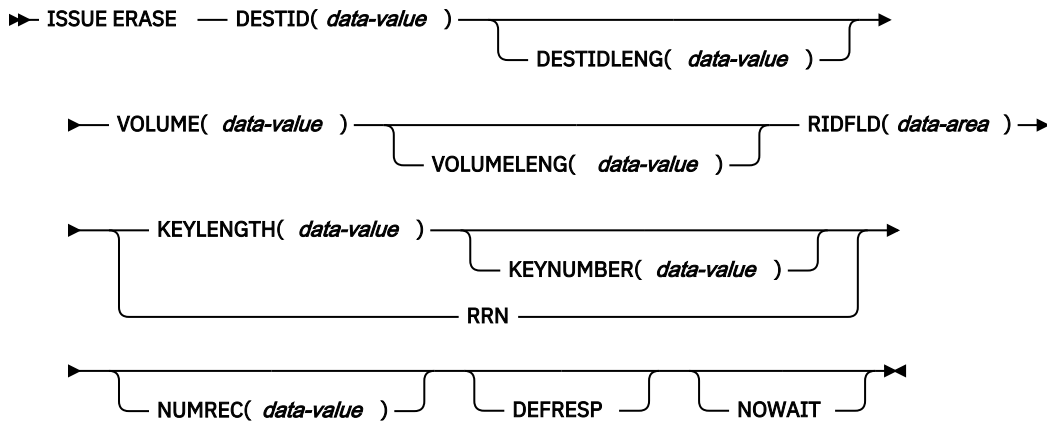 ISSUE ERASE DESTID( data-value )
DESTIDLENG( data-value )
VOLUME( data-value ) RIDFLD( data-area )
VOLUMELENG( data-value )
KEYLENGTH( data-value )
KEYNUMBER( data-value )
RRN
NUMREC( data-value ) DEFRESP NOWAIT